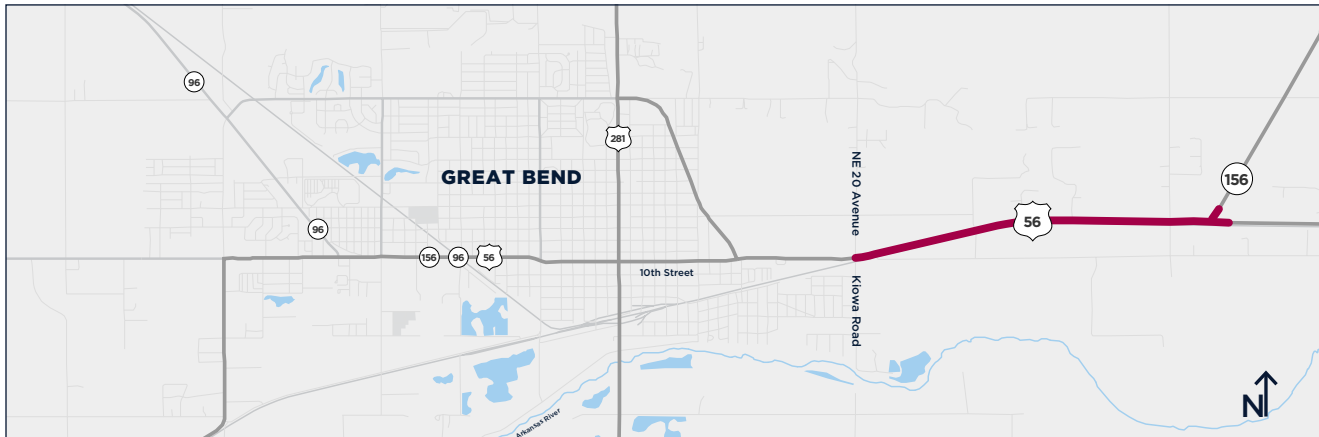 96
281
GREAT BEND
NE 20 Avenue
156
56
96
156
96
56
10th Street
Kiowa Road
Arkansas River
N